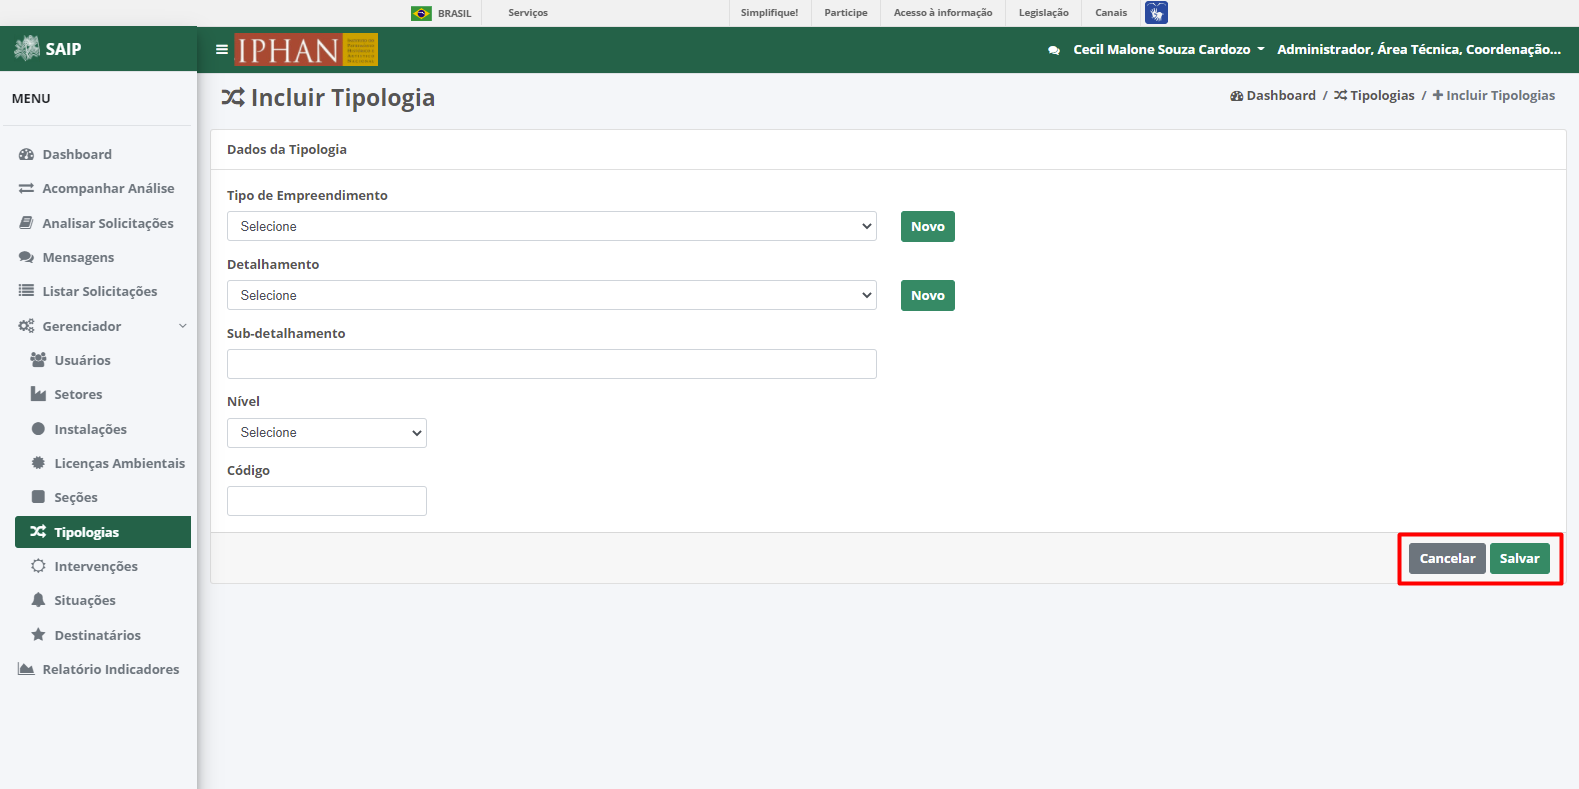 BRASIL
Serviços
Simplifique!
Participe
Acesso à informação
Legislação
Canais
SAIP
IPHAN
Cecil Malone Souza Cardozo
Administrador, Área Técnica, Coordenação...
MENU
Dashboard
Acompanhar Análise
Analisar Solicitações
Mensagens
Listar Solicitações
Gerenciador
Usuários
Setores
Instalações
Licenças Ambientais
Seções
Tipologias
Intervenções
Situações
Destinatários
Relatório Indicadores
Incluir Tipologia
Dashboard / Tipologias / Incluir Tipologias
Dados da Tipologia
Tipo de Empreendimento
Selecione
Novo
Detalhamento
Selecione
Novo
Sub-detalhamento
Nível
Selecione
Código
Cancelar
Salvar